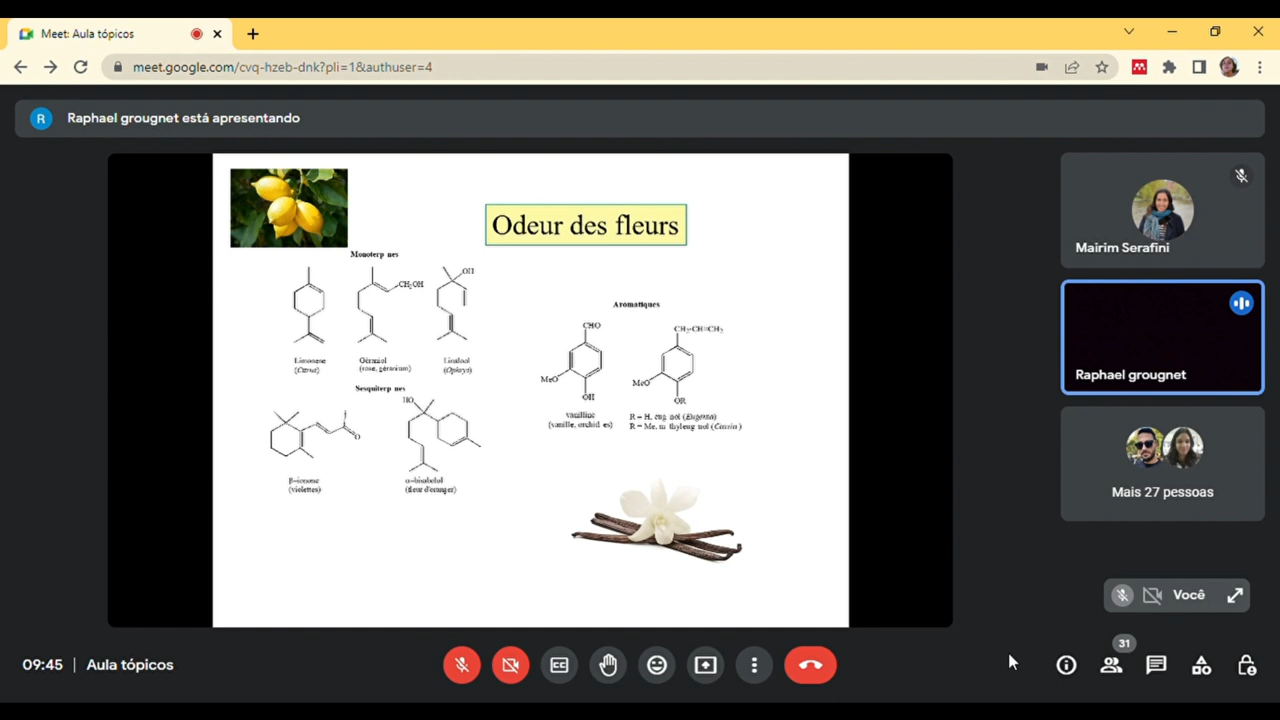 Meet: Aula tópicos
meet.google.com/cvq-hzeb-dnk?pli=1&authuser=4
R
Raphael grougnet está apresentando
Odeur des fleurs
Monoterp nes
OH
CH2OH
Limonene
(Citrus)
Géraniol
(rose, géranium)
Linalool
Sesquiterp nes
HO
O
β-ionone
(violettes)
α-bisabolol
(fleur d'oranger)
Aromatiques
CHO
MeO
OH
vanilline
(vanille, orchid es)
CH2-CH=CH2
MeO
OR
R = H, eug nol (Eugenia)
R = Me, m thyleug nol (Cassia)
Mairim Serafini
Raphael grougnet
Mais 27 pessoas
Você
09:45 | Aula tópicos
31